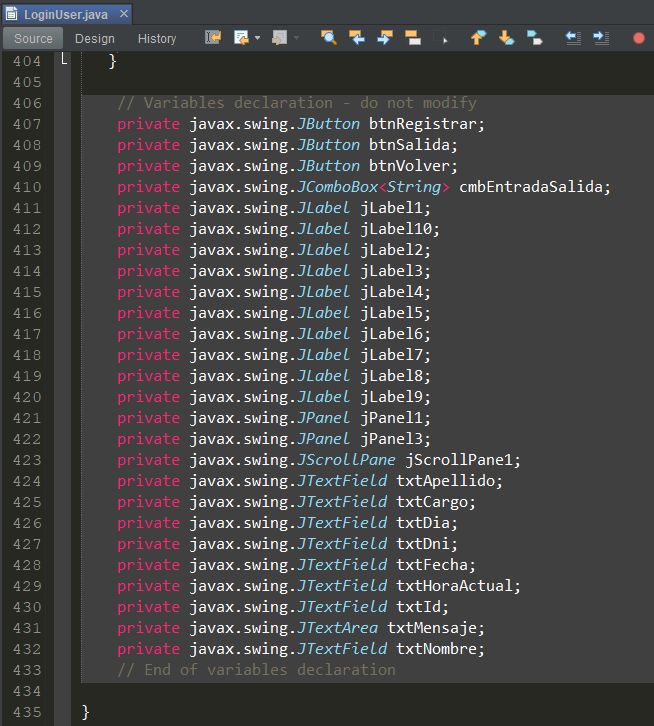 LoginUser.java
Source Design History
404 }
405
406 // Variables declaration - do not modify
407 private javax.swing.JButton btnRegistrar;
408 private javax.swing.JButton btnSalida;
409 private javax.swing.JButton btnVolver;
410 private javax.swing.JComboBox<String> cmbEntradaSalida;
411 private javax.swing.JLabel jLabel1;
412 private javax.swing.JLabel jLabel10;
413 private javax.swing.JLabel jLabel2;
414 private javax.swing.JLabel jLabel3;
415 private javax.swing.JLabel jLabel4;
416 private javax.swing.JLabel jLabel5;
417 private javax.swing.JLabel jLabel6;
418 private javax.swing.JLabel jLabel7;
419 private javax.swing.JLabel jLabel8;
420 private javax.swing.JLabel jLabel9;
421 private javax.swing.JPanel jPanel1;
422 private javax.swing.JPanel jPanel3;
423 private javax.swing.JScrollPane jScrollPane1;
424 private javax.swing.JTextField txtApellido;
425 private javax.swing.JTextField txtCargo;
426 private javax.swing.JTextField txtDia;
427 private javax.swing.JTextField txtDni;
428 private javax.swing.JTextField txtFecha;
429 private javax.swing.JTextField txtHoraActual;
430 private javax.swing.JTextField txtId;
431 private javax.swing.JTextArea txtMensaje;
432 private javax.swing.JTextField txtNombre;
433 // End of variables declaration
434
435 }